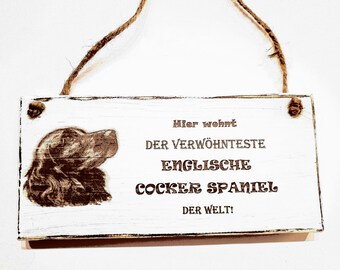 Hier wohnt
DER VERWÖHNTESTE
ENGLISCHE
COCKER SPANIEL
DER WELT!